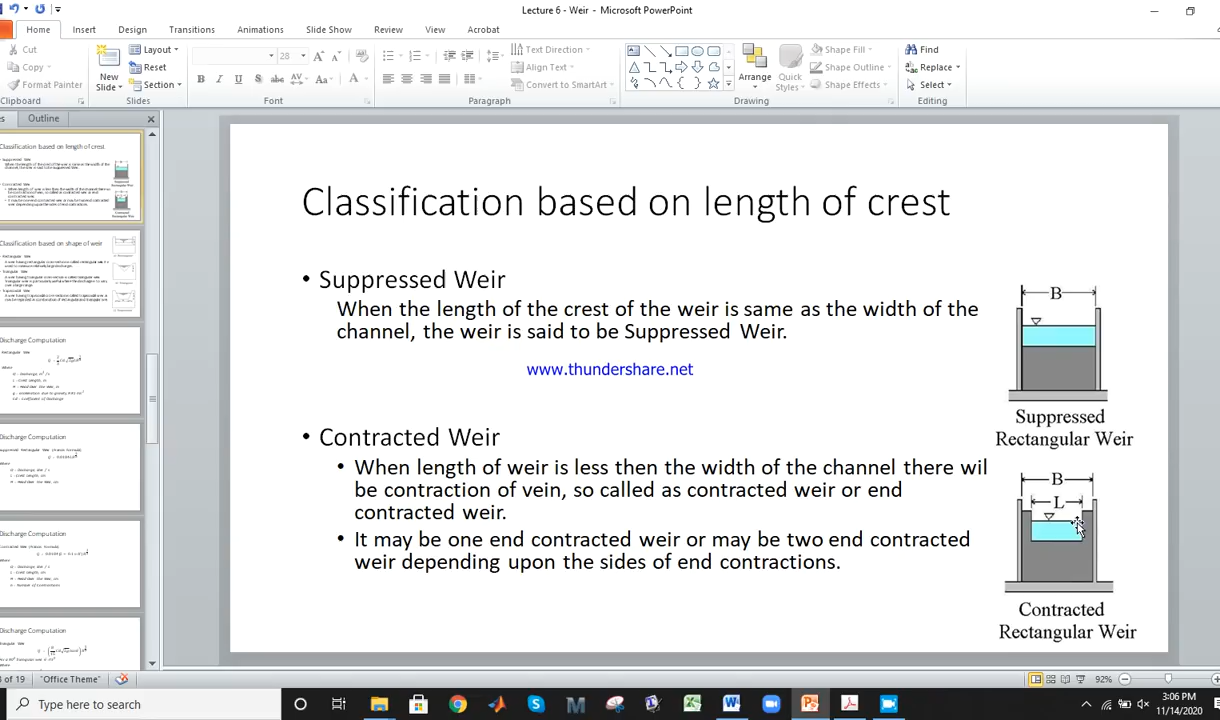 Lecture 6 - Weir - Microsoft PowerPoint
Home Insert Design Transitions Animations Slide Show Review View Acrobat
Cut
Copy
Format Painter
Clipboard
New Slide
Layout
Reset
Section
Slides
28
Font
Paragraph
Text Direction
Align Text
Convert to SmartArt
Arrange
Quick Styles
Shape Fill
Shape Outline
Shape Effects
Drawing
Find
Replace
Select
Editing
Outline
Classification based on length of crest
Classification based on shape of weir
Discharge Computation
Discharge Computation
Discharge Computation
Discharge Computation
Classification based on length of crest
• Suppressed Weir
When the length of the crest of the weir is same as the width of the
channel, the weir is said to be Suppressed Weir.
www.thundershare.net
• Contracted Weir
• When length of weir is less then the width of the channel there wil
be contraction of vein, so called as contracted weir or end
contracted weir.
• It may be one end contracted weir or may be two end contracted
weir depending upon the sides of end contractions.
B
Suppressed
Rectangular Weir
B
L
Contracted
Rectangular Weir
of 19
"Office Theme"
92%
Type here to search
3:06 PM
11/14/2020